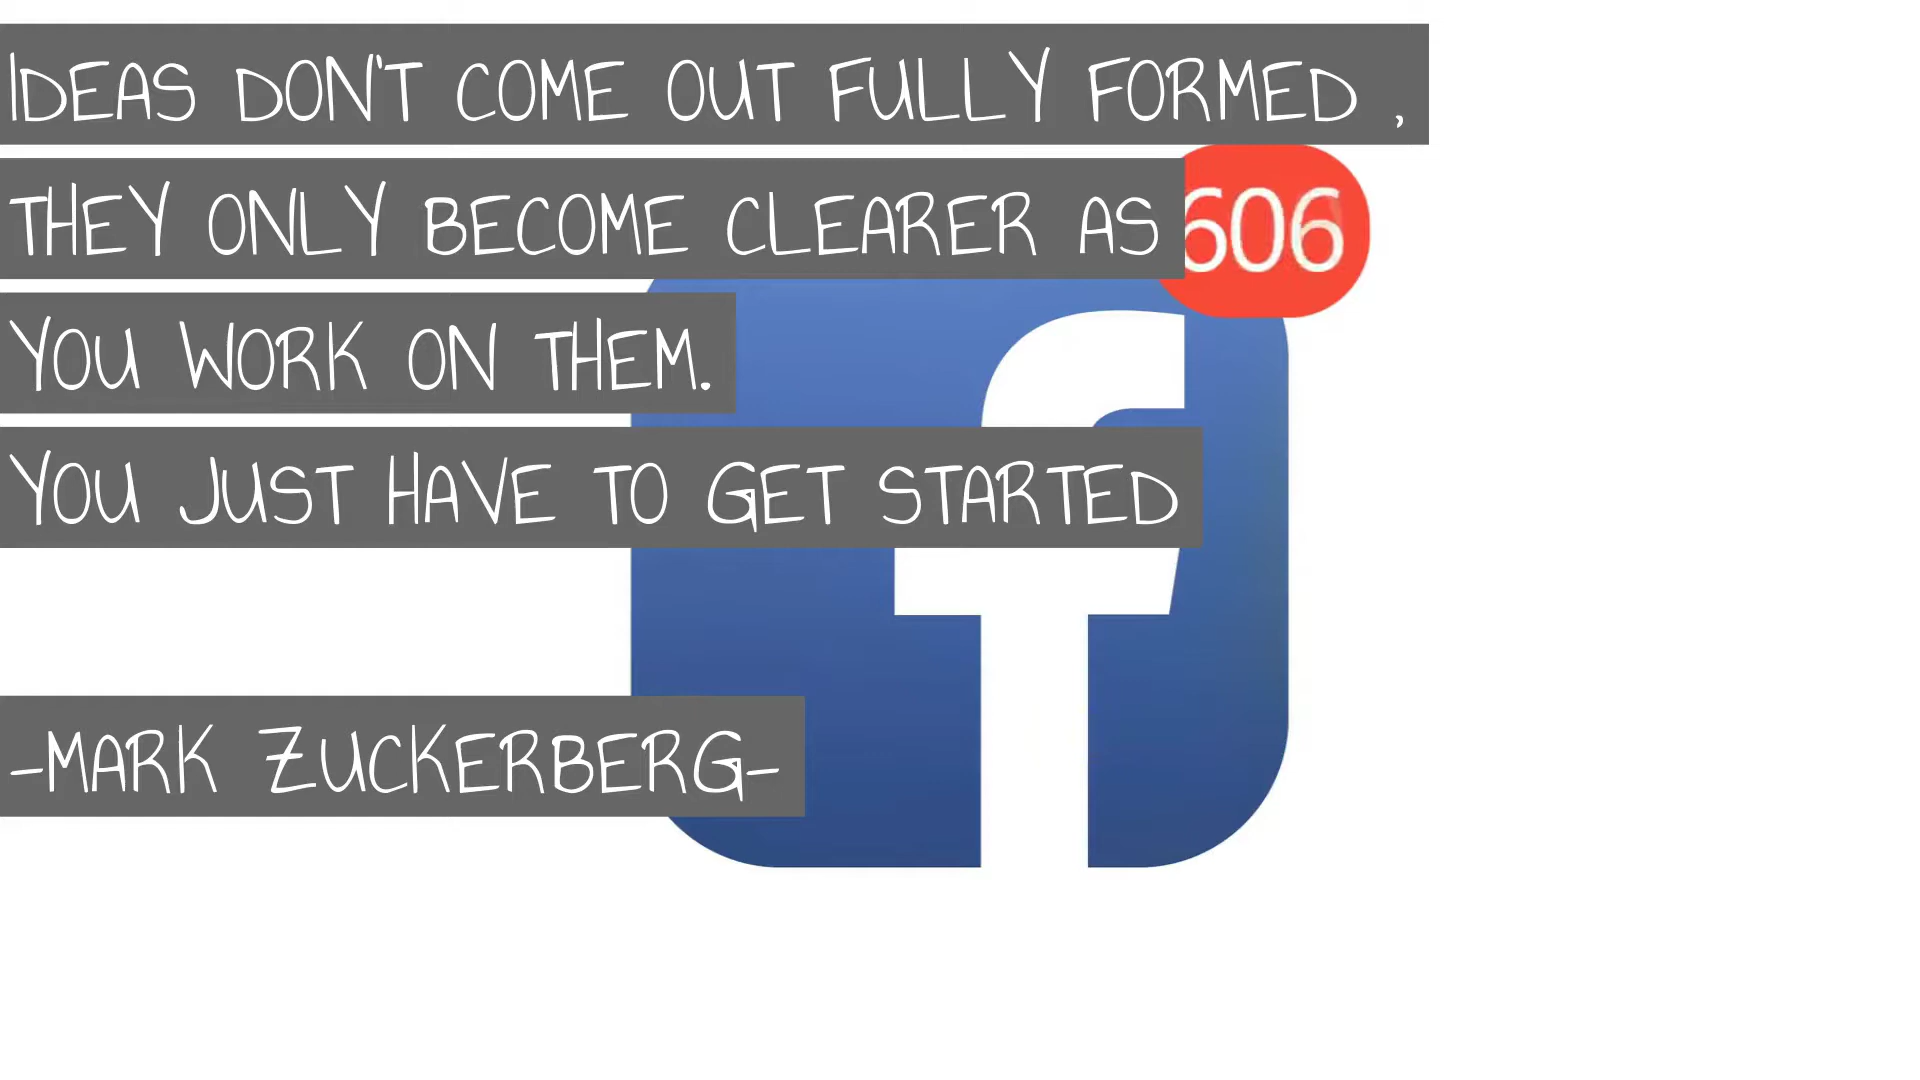 IDEAS DON'T COME OUT FULLY FORMED ,
THEY ONLY BECOME CLEARER AS
606
YOU WORK ON THEM.
YOU JUST HAVE TO GET STARTED
f
-MARK ZUCKERBERG-